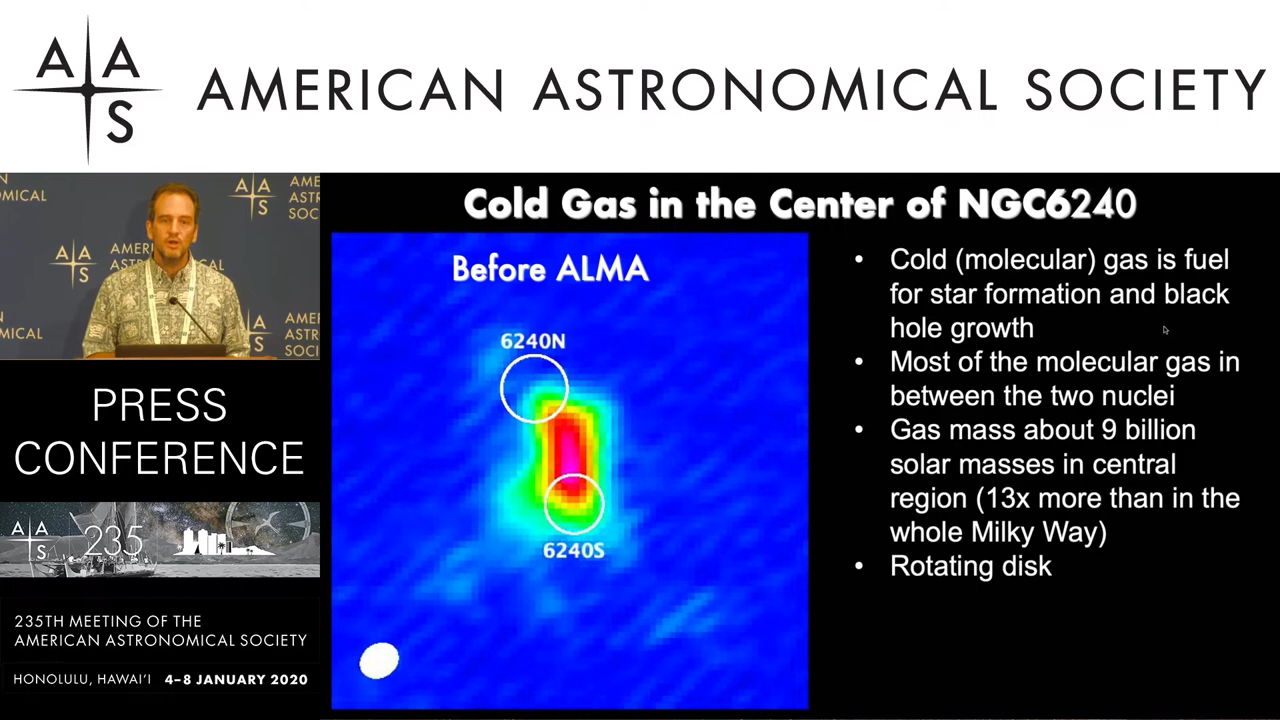 A A
S
AMERICAN ASTRONOMICAL SOCIETY
A A
S
A A
S
AMERICAN
ASTRONOMICAL
PRESS
CONFERENCE
A A
S
235
235TH MEETING OF THE
AMERICAN ASTRONOMICAL SOCIETY
HONOLULU, HAWAI'I 4–8 JANUARY 2020
Cold Gas in the Center of NGC6240
Before ALMA
6240N
6240S
• Cold (molecular) gas is fuel
for star formation and black
hole growth
• Most of the molecular gas in
between the two nuclei
• Gas mass about 9 billion
solar masses in central
region (13x more than in the
whole Milky Way)
• Rotating disk